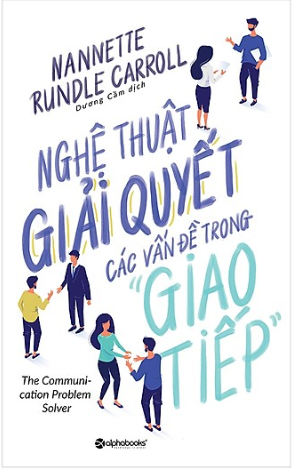 NANNETTE
RUNDLE CARROLL
Dương Cầm dịch
NGHỆ THUẬT
GIẢI QUYẾT
CÁC VẤN ĐỀ TRONG
"GIAO
TIẾP"
The Communi-
cation Problem
Solver
alphabooks®